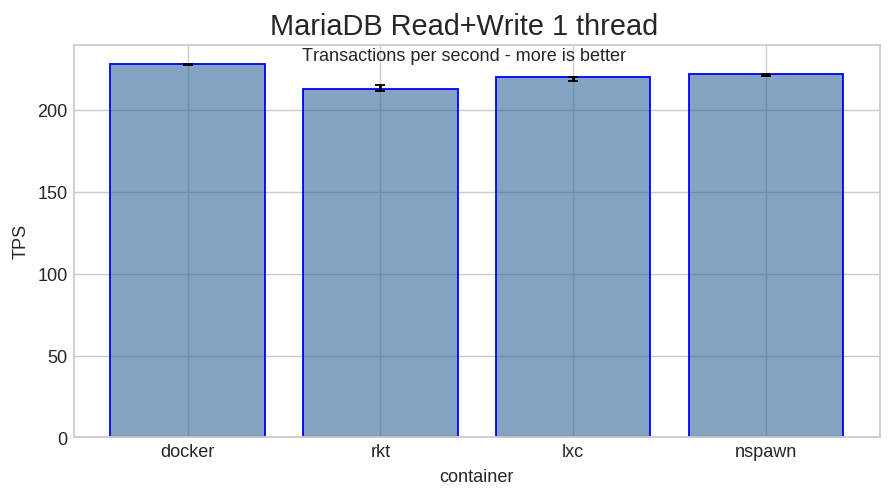 MariaDB Read+Write 1 thread
Transactions per second - more is better
200
150
100
50
0
TPS
docker
rkt
lxc
nspawn
container